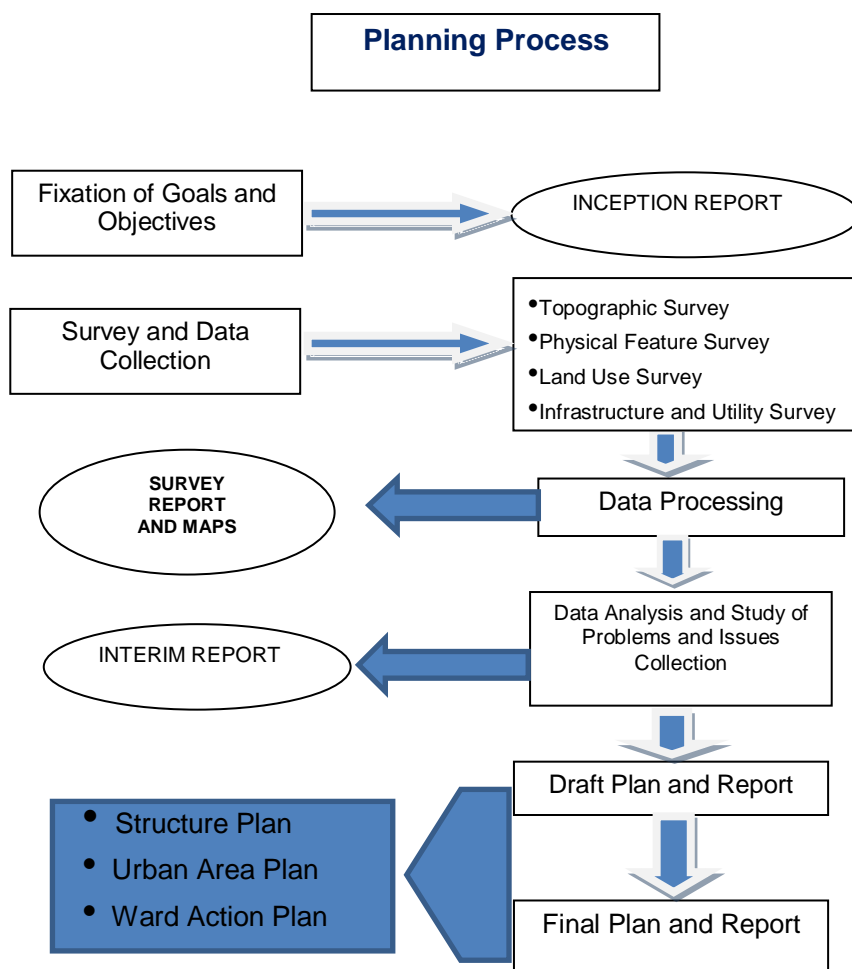 Planning Process
Fixation of Goals and
Objectives
INCEPTION REPORT
Survey and Data
Collection
•Topographic Survey
•Physical Feature Survey
•Land Use Survey
•Infrastructure and Utility Survey
SURVEY
REPORT
AND MAPS
Data Processing
Data Analysis and Study of
Problems and Issues
Collection
INTERIM REPORT
Draft Plan and Report
• Structure Plan
• Urban Area Plan
• Ward Action Plan
Final Plan and Report